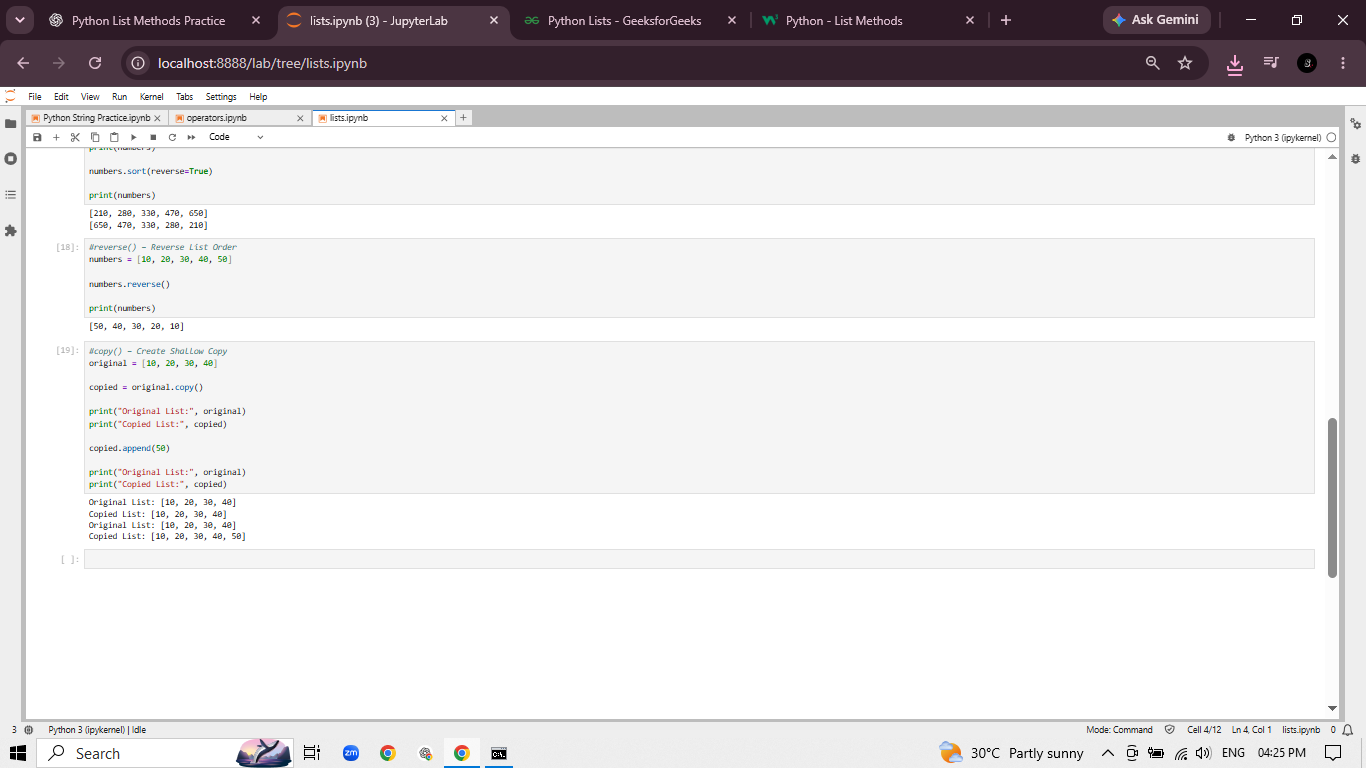 Python List Methods Practice
lists.ipynb (3) - JupyterLab
Python Lists - GeeksforGeeks
Python - List Methods
Ask Gemini
localhost:8888/lab/tree/lists.ipynb
File Edit View Run Kernel Tabs Settings Help
Python String Practice.ipynb
operators.ipynb
lists.ipynb
Code
Python 3 (ipykernel)
print(numbers)
numbers.sort(reverse=True)
print(numbers)
[210, 280, 330, 470, 650]
[650, 470, 330, 280, 210]
[18]:
#reverse() – Reverse List Order
numbers = [10, 20, 30, 40, 50]
numbers.reverse()
print(numbers)
[50, 40, 30, 20, 10]
[19]:
#copy() – Create Shallow Copy
original = [10, 20, 30, 40]
copied = original.copy()
print("Original List:", original)
print("Copied List:", copied)
copied.append(50)
print("Original List:", original)
print("Copied List:", copied)
Original List: [10, 20, 30, 40]
Copied List: [10, 20, 30, 40]
Original List: [10, 20, 30, 40]
Copied List: [10, 20, 30, 40, 50]
[ ]:
3 Python 3 (ipykernel) | Idle
Mode: Command Cell 4/12 Ln 4, Col 1 lists.ipynb 0
Search
zm
C:\.
30°C Partly sunny
ENG 04:25 PM